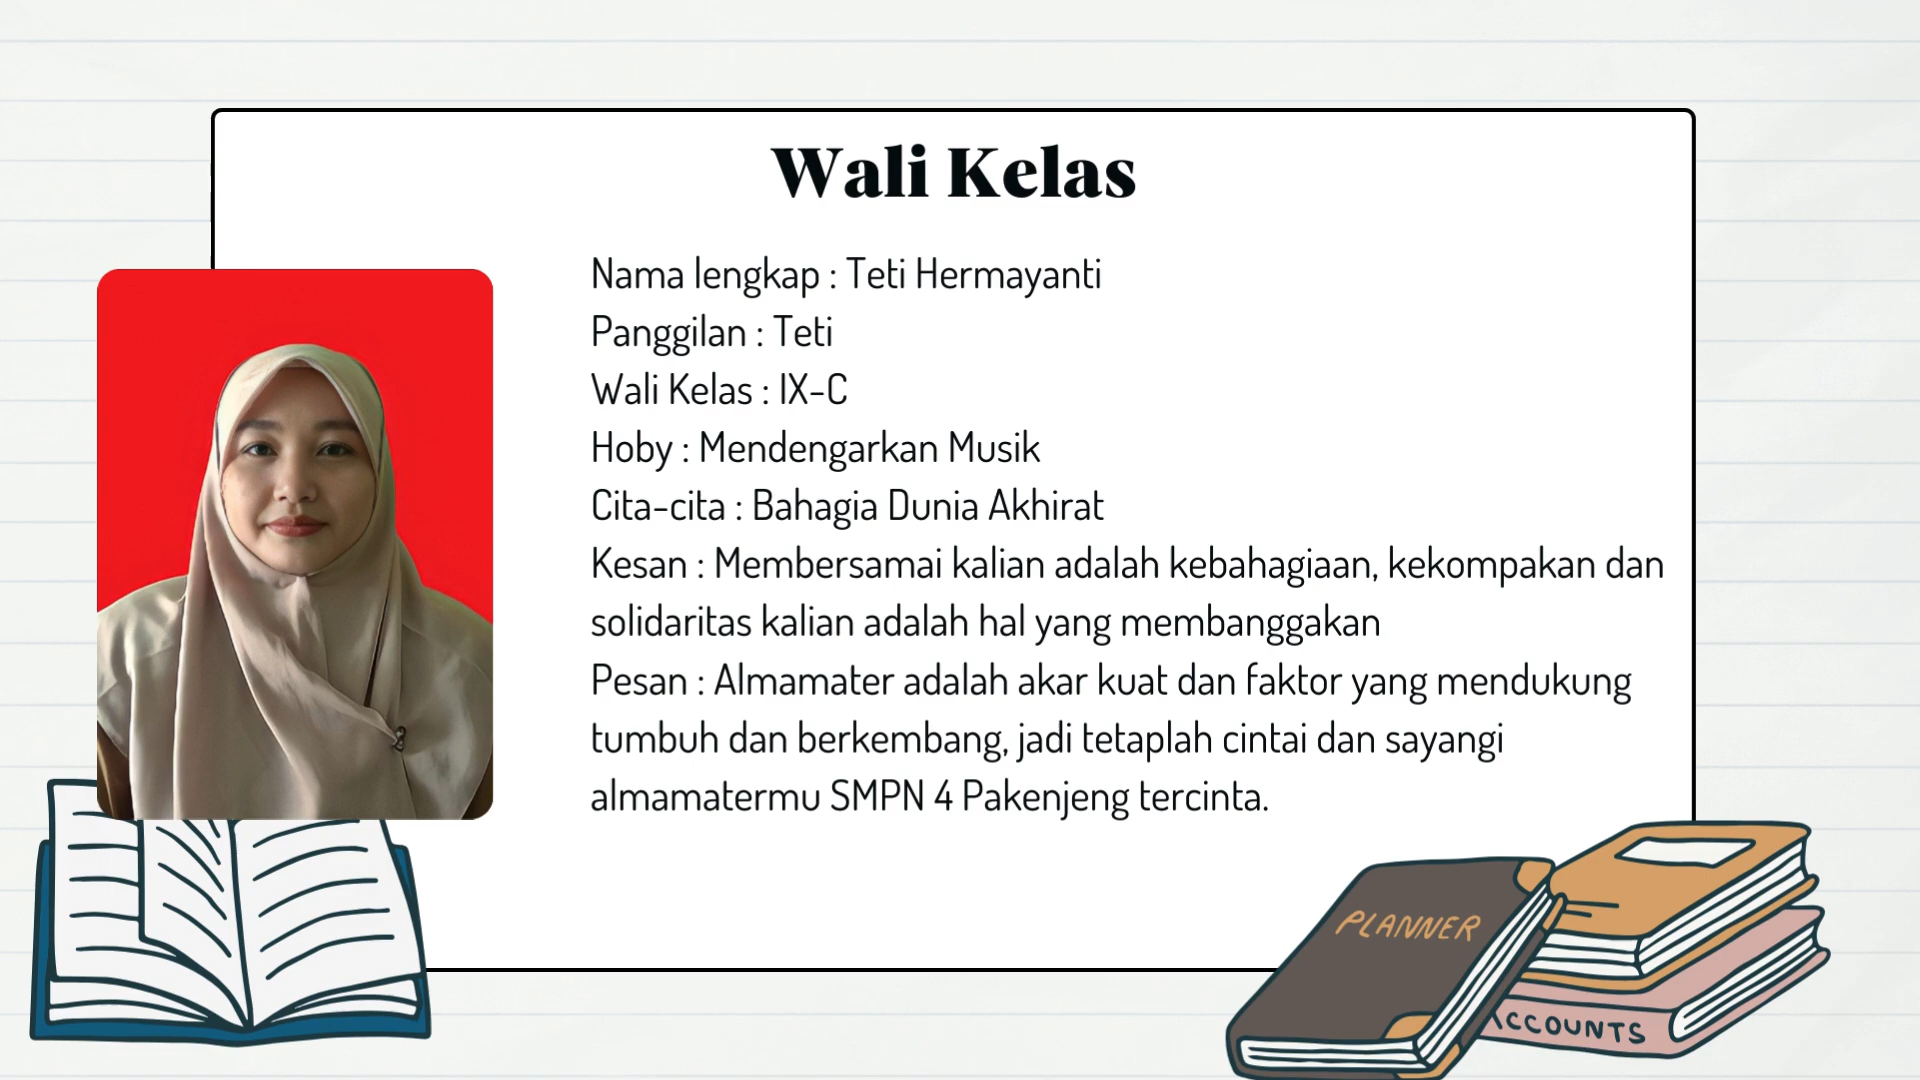 Wali Kelas
Nama lengkap : Teti Hermayanti
Panggilan : Teti
Wali Kelas : IX-C
Hoby : Mendengarkan Musik
Cita-cita : Bahagia Dunia Akhirat
Kesan : Membersamai kalian adalah kebahagiaan, kekompakan dan
solidaritas kalian adalah hal yang membanggakan
Pesan : Almamater adalah akar kuat dan faktor yang mendukung
tumbuh dan berkembang, jadi tetaplah cintai dan sayangi
almamatermu SMPN 4 Pakenjeng tercinta.
PLANNER
ACCOUNTS